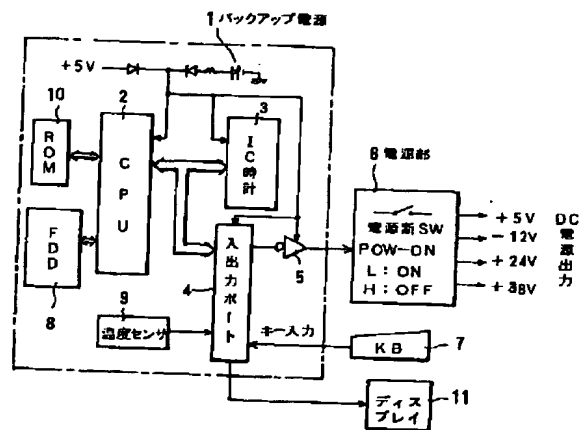 1 バックアップ電源
+5V
10
2
3
ROM
CPU
IC時計
6 電源部
電源断SW
POW-ON
L: ON
H: OFF
+5V
-12V
+24V
+38V
DC電源出力
FDD
8
9
温度センサ
4
入出力ポート
5
キー入力
KB
7
ディスプレイ
11